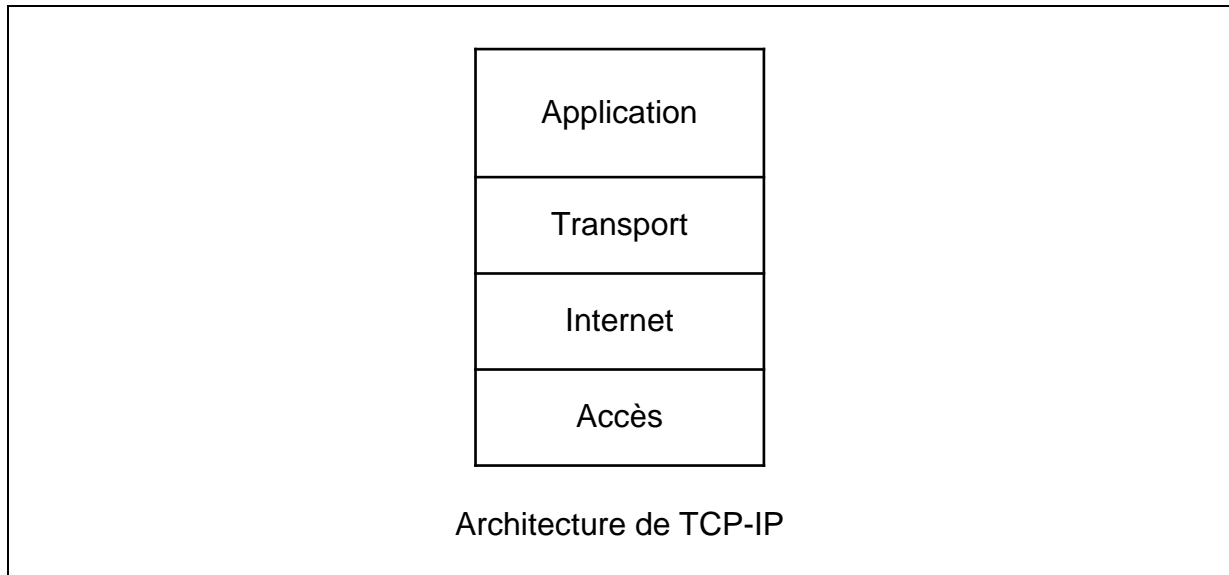 Application
Transport
Internet
Accès
Architecture de TCP-IP